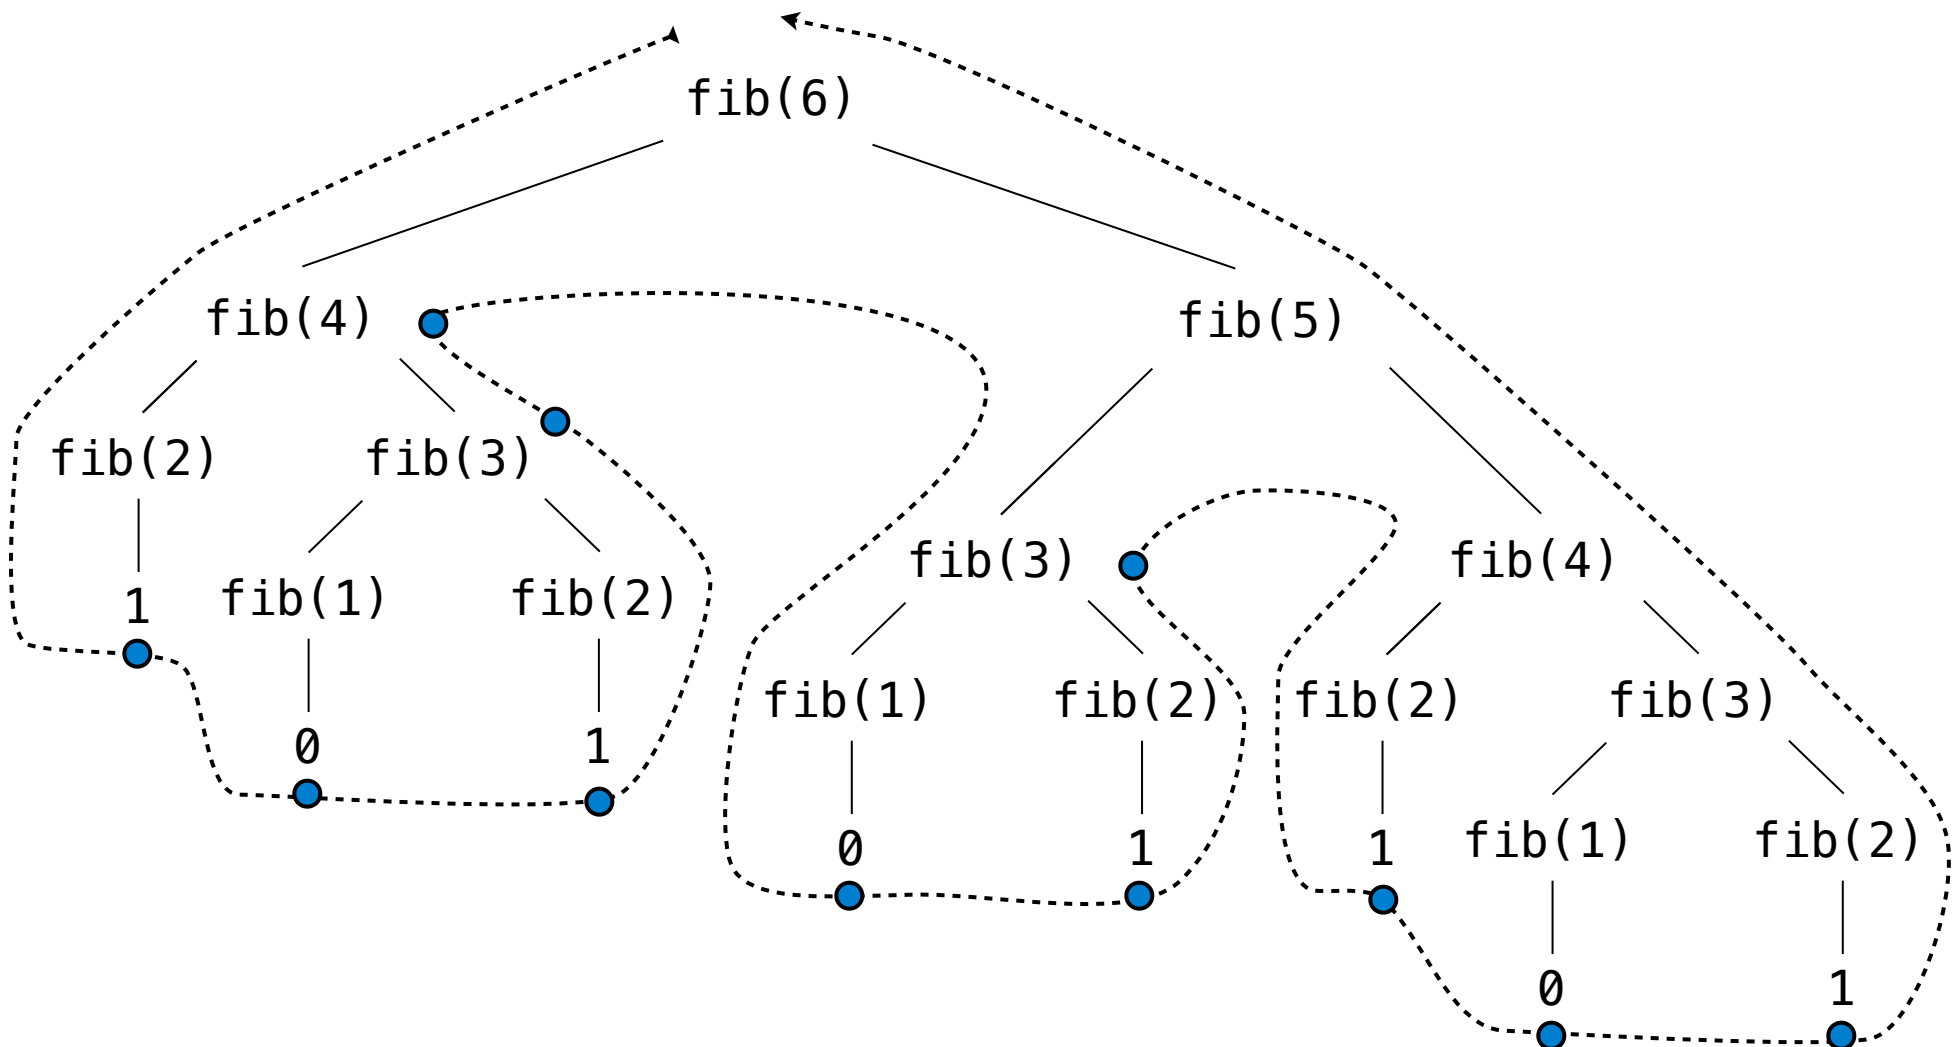 fib(6)
fib(4) fib(5)
fib(2) fib(3)
fib(3) fib(4)
1 fib(1) fib(2)
fib(1) fib(2) fib(2) fib(3)
0 1
0 1 1 fib(1) fib(2)
0 1